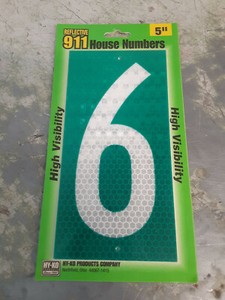 REFLECTIVE
911 House Numbers
5"
High Visibility
6
High Visibility
HY-KO
HY-KO PRODUCTS COMPANY